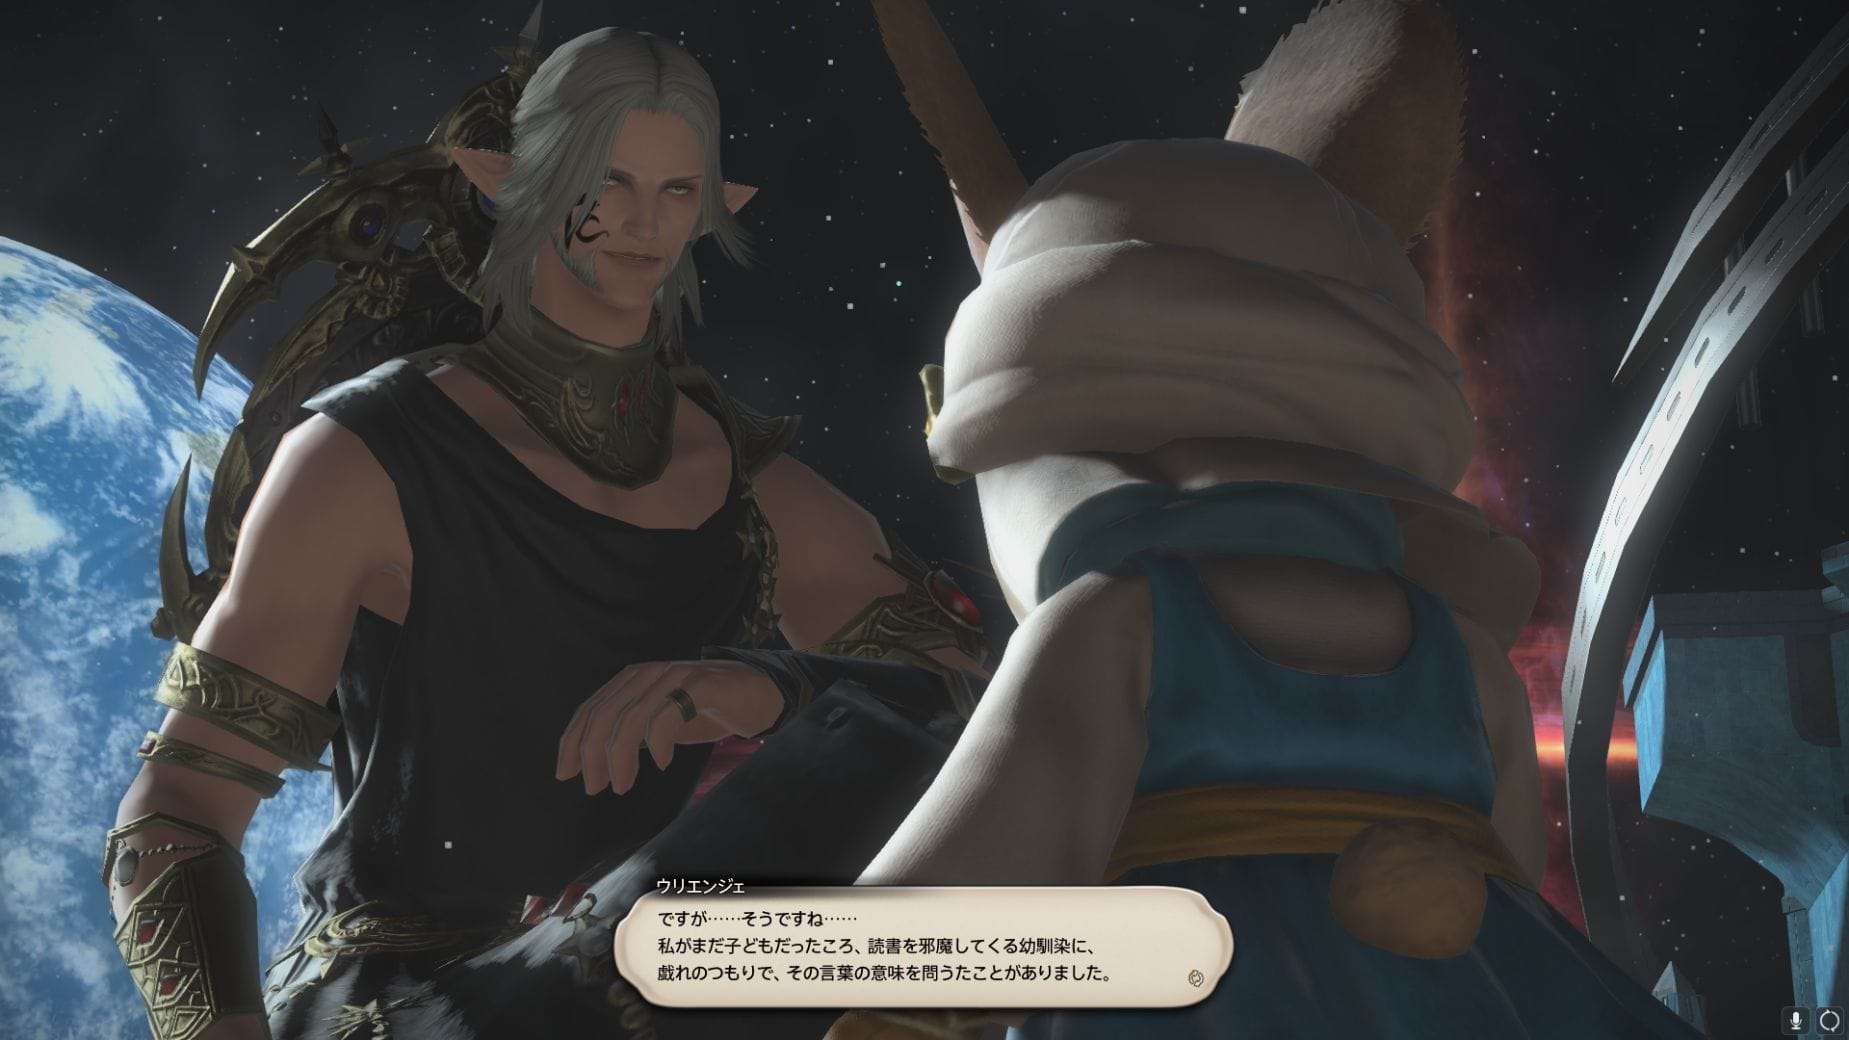 ウリエンジェ
ですが……そうですね……
私がまだ子どもだったころ、読書を邪魔してくる幼馴染に、
戯れのつもりで、その言葉の意味を問うたことがありました。